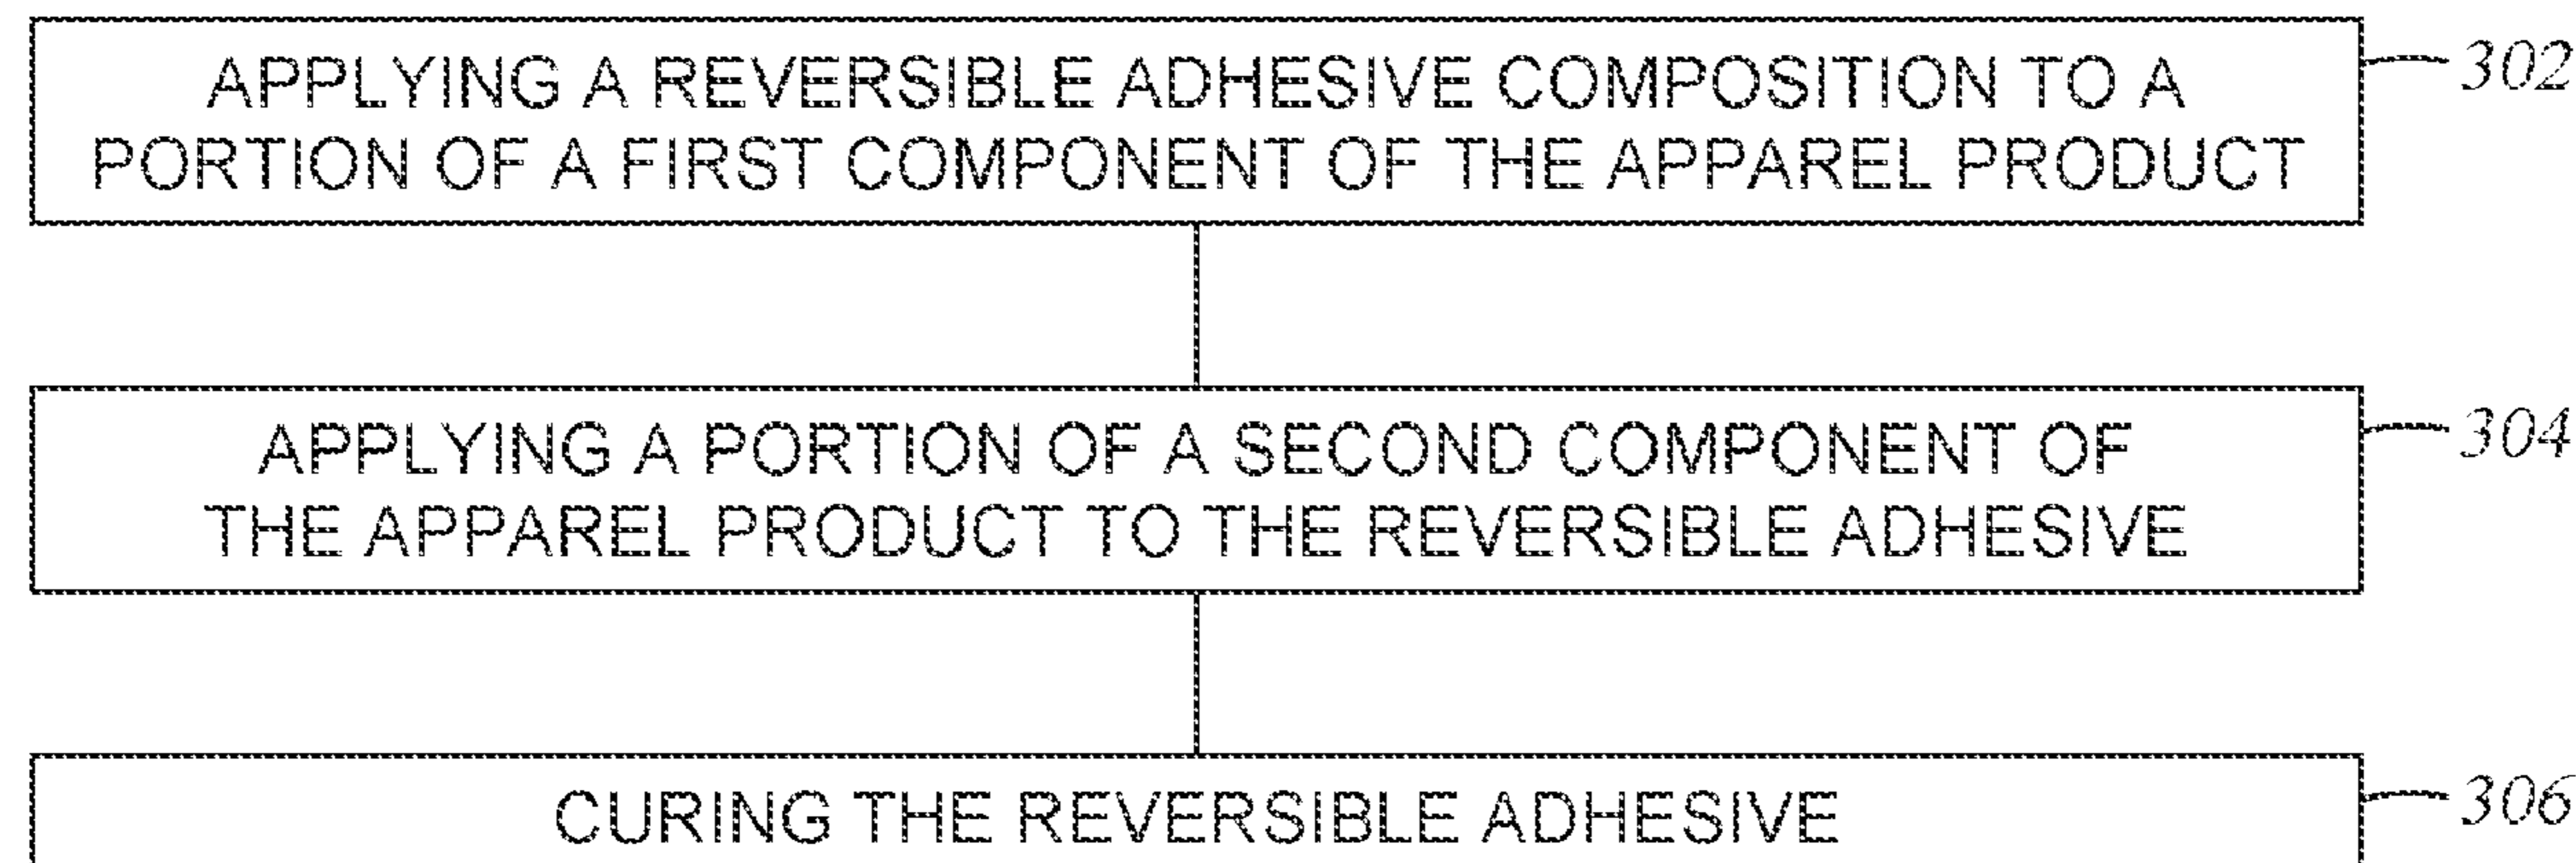 APPLYING A REVERSIBLE ADHESIVE COMPOSITION TO A
PORTION OF A FIRST COMPONENT OF THE APPAREL PRODUCT
302
APPLYING A PORTION OF A SECOND COMPONENT OF
THE APPAREL PRODUCT TO THE REVERSIBLE ADHESIVE
304
CURING THE REVERSIBLE ADHESIVE
306